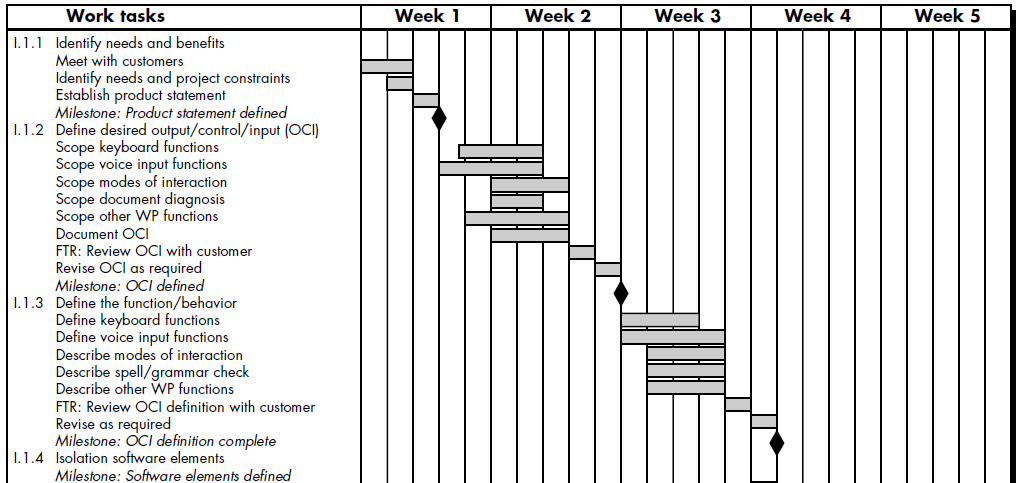 Work tasks Week 1 Week 2 Week 3 Week 4 Week 5
I.1.1 Identify needs and benefits
Meet with customers
Identify needs and project constraints
Establish product statement
Milestone: Product statement defined
I.1.2 Define desired output/control/input (OCI)
Scope keyboard functions
Scope voice input functions
Scope modes of interaction
Scope document diagnosis
Scope other WP functions
Document OCI
FTR: Review OCI with customer
Revise OCI as required
Milestone: OCI defined
I.1.3 Define the function/behavior
Define keyboard functions
Define voice input functions
Describe modes of interaction
Describe spell/grammar check
Describe other WP functions
FTR: Review OCI definition with customer
Revise as required
Milestone: OCI definition complete
I.1.4 Isolation software elements
Milestone: Software elements defined